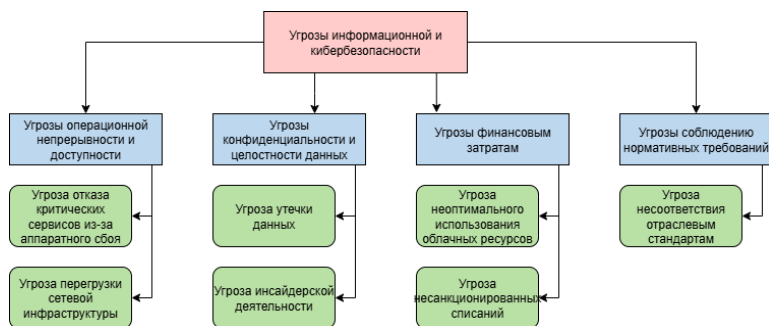 Угрозы информационной и
кибербезопасности
Угрозы операционной
непрерывности и
доступности
Угрозы
конфиденциальности и
целостности данных
Угрозы финансовым
затратам
Угрозы соблюдению
нормативных требований
Угроза отказа
критических
сервисов из-за
аппаратного сбоя
Угроза утечки
данных
Угроза
неоптимального
использования
облачных ресурсов
Угроза
несоответствия
отраслевым
стандартам
Угроза перегрузки
сетевой
инфраструктуры
Угроза инсайдерской
деятельности
Угроза
несанкционированных
списаний